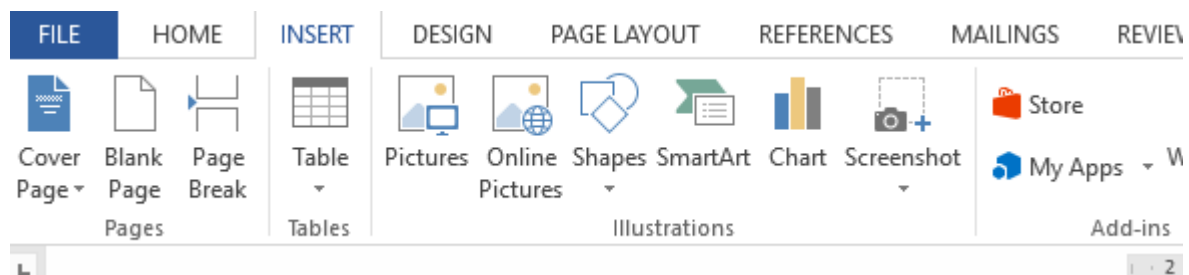 FILE HOME INSERT DESIGN PAGE LAYOUT REFERENCES MAILINGS
Store
Cover Blank Page Table Pictures Online Shapes SmartArt Chart Screenshot
My Apps
Page Page Break Pictures
Pages Tables Illustrations Add-ins
2